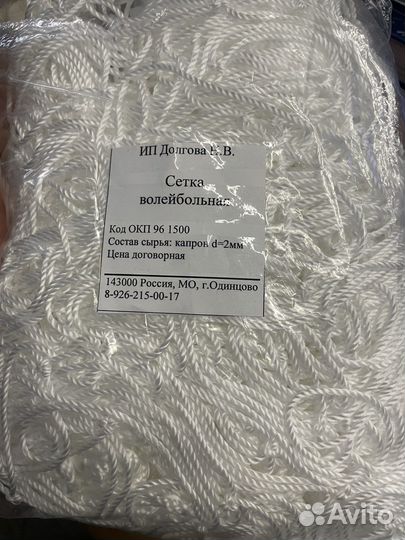 ИП Долгова Н.В.
Сетка
волейбольная
Код ОКП 96 1500
Состав сырья: капрон d=2мм
Цена договорная
143000 Россия, МО, г.Одинцово
8-926-215-00-17
Avito